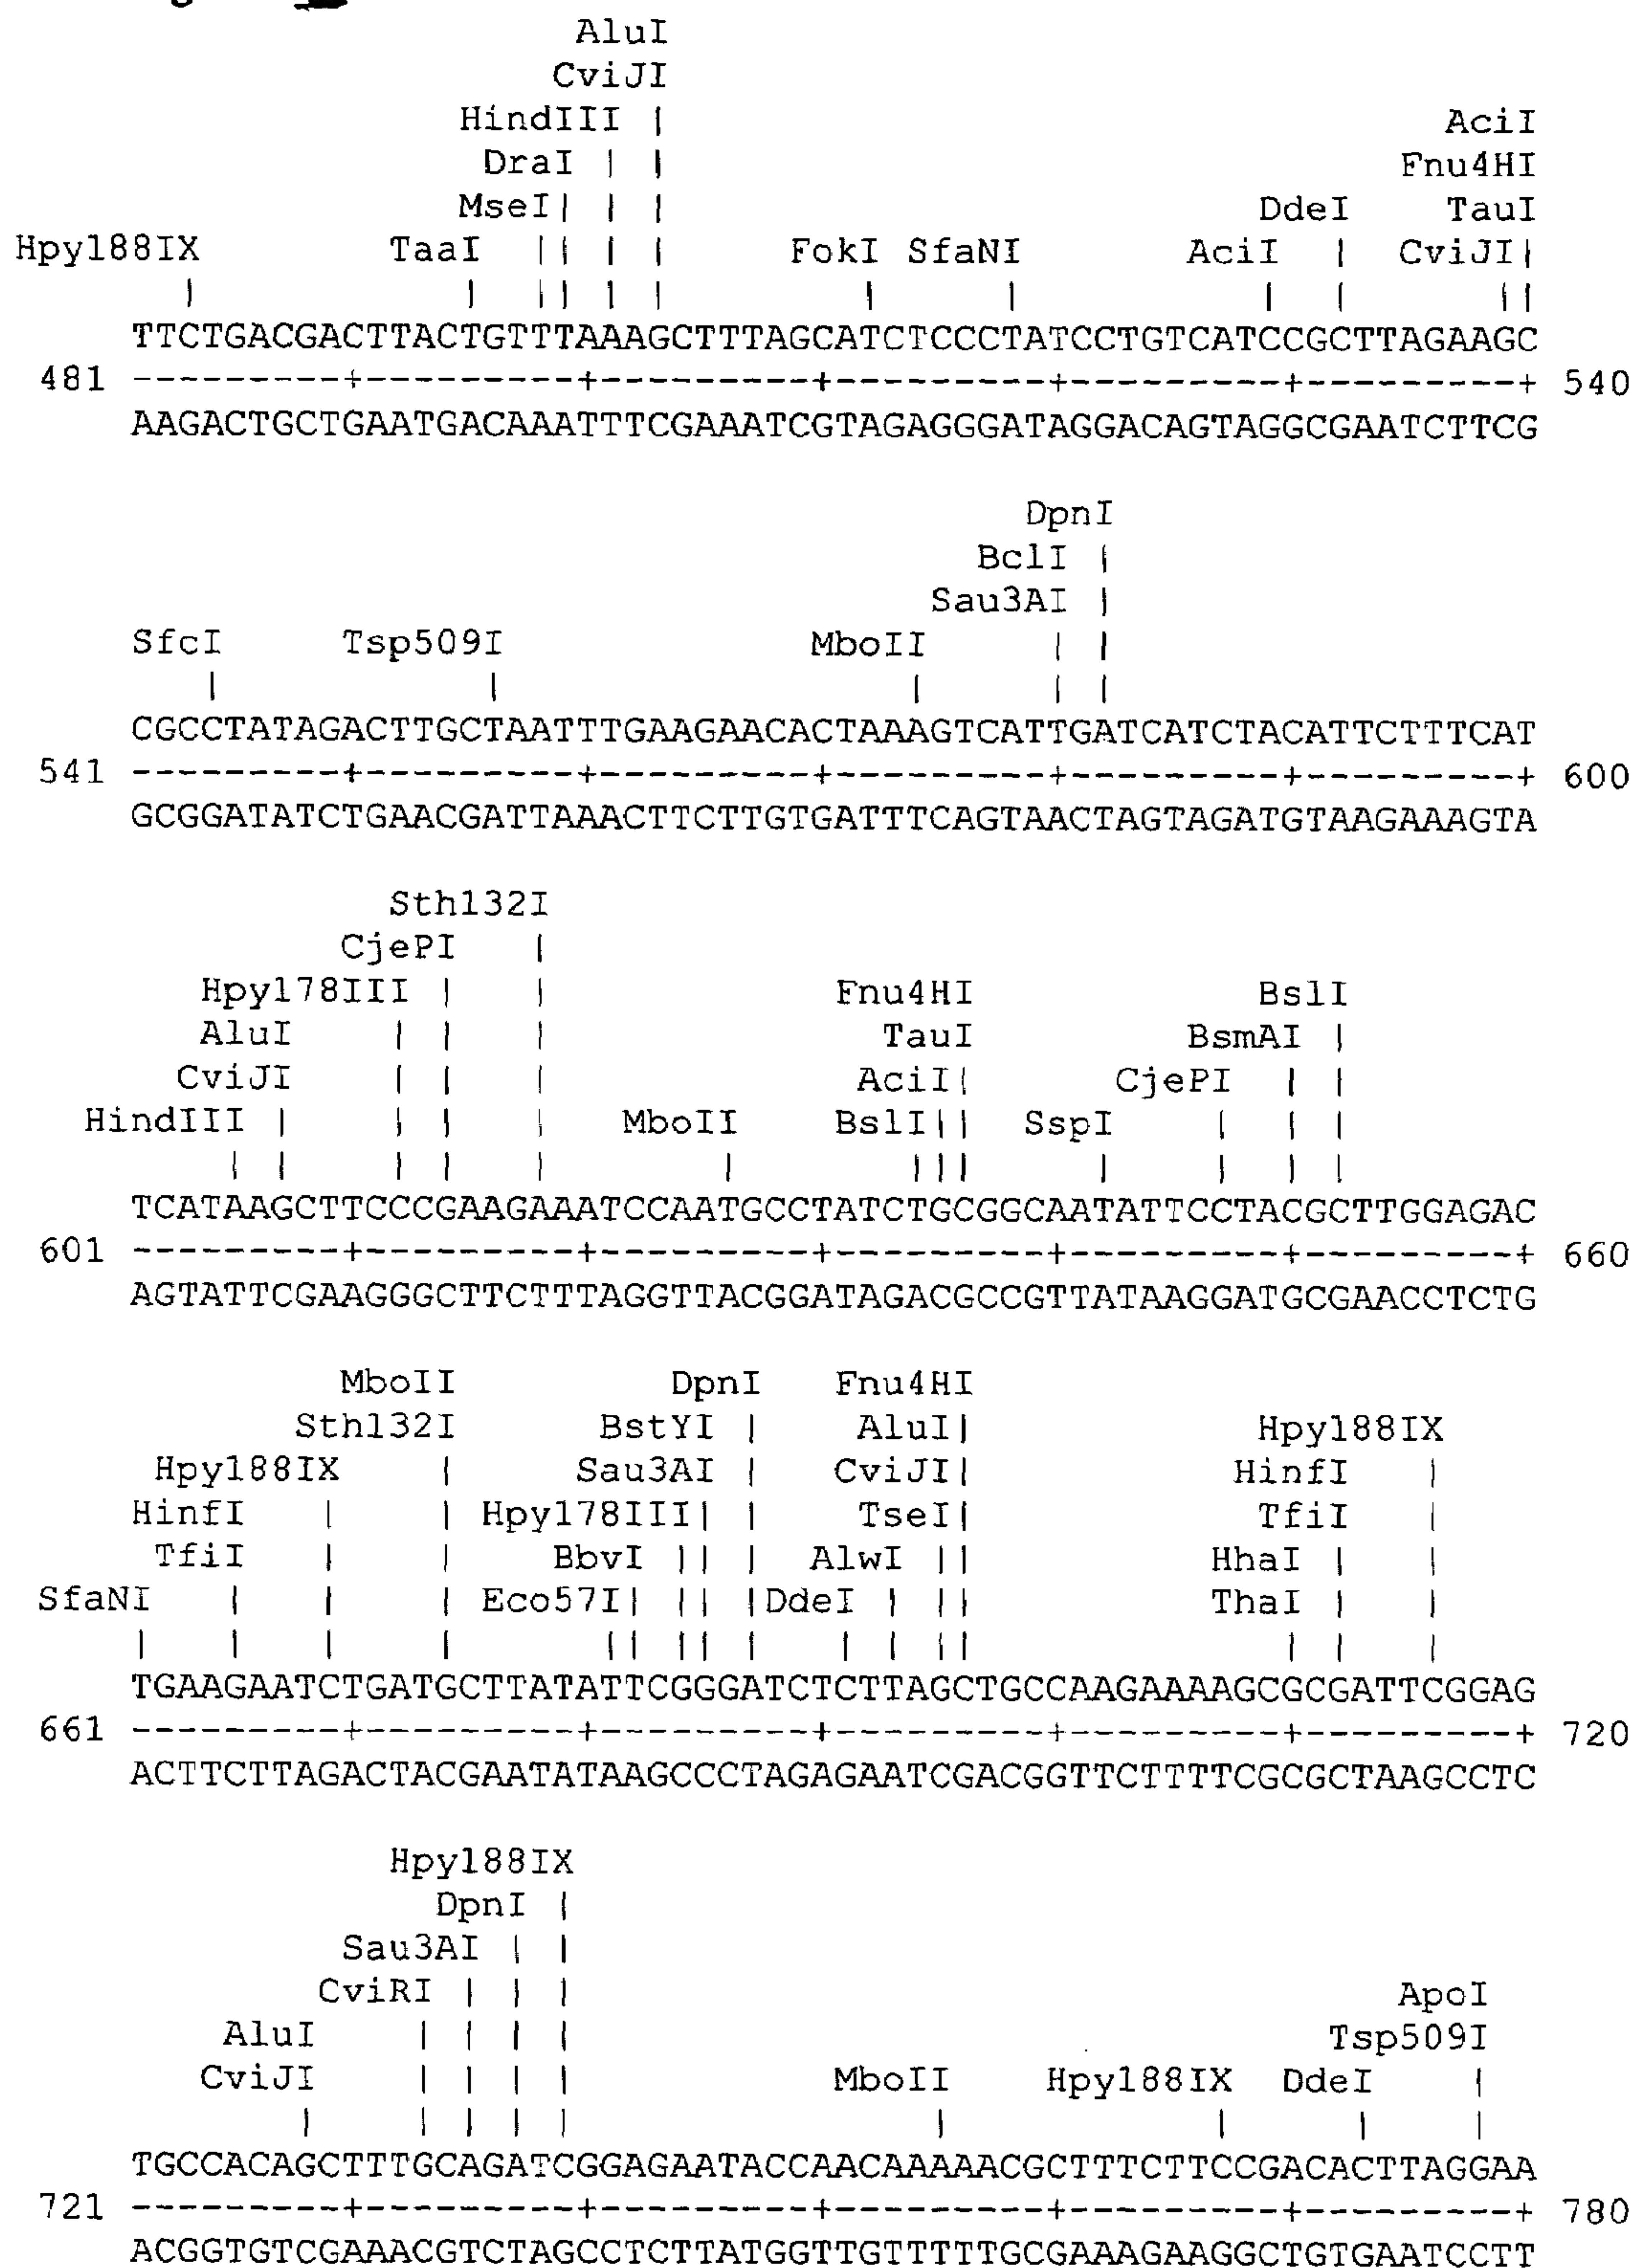 AluI
CviJI
HindIII |
AciI
DraI | |
Fnu4HI
MseI| | |
DdeI TauI
Hpy188IX TaaI || | | FokI SfaNI AciI | CviJI|
| | || | | | | | | ||
TTCTGACGACTTACTGTTTAAAGCTTTAGCATCTCCCTATCCTGTCATCCGCTTAGAAGC
481 ---------+---------+---------+---------+---------+---------+ 540
AAGACTGCTGAATGACAAATTTCGAAATCGTAGAGGGATAGGACAGTAGGCGAATCTTCG
DpnI
BclI |
Sau3AI |
SfcI Tsp509I MboII | |
| | | | |
CGCCTATAGACTTGCTAATTTGAAGAACACTAAAGTCATTGATCATCTACATTCTTTCAT
541 ---------+---------+---------+---------+---------+---------+ 600
GCGGATATCTGAACGATTAAACTTCTTGTGATTTCAGTAACTAGTAGATGTAAGAAAGTA
Sth132I
CjePI |
Hpy178III | | Fnu4HI BslI
AluI | | | TauI BsmAI |
CviJI | | | AciI| CjePI | |
HindIII | | | | MboII BslI|| SspI | | |
| | | | | | ||| | | | |
TCATAAGCTTCCCGAAGAAATCCAATGCCTATCTGCGGCAATATTCCTACGCTTGGAGAC
601 ---------+---------+---------+---------+---------+---------+ 660
AGTATTCGAAGGGCTTCTTTAGGTTACGGATAGACGCCGTTATAAGGATGCGAACCTCTG
MboII DpnI Fnu4HI
Sth132I BstYI | AluI| Hpy188IX
Hpy188IX | Sau3AI | CviJI| HinfI |
HinfI | | Hpy178III| | TseI| TfiI |
TfiI | | BbvI || | AlwI || HhaI | |
SfaNI | | | Eco57I| || |DdeI | || ThaI | |
| | | | || || | | | || | | |
TGAAGAATCTGATGCTTATATTCGGGATCTCTTAGCTGCCAAGAAAAGCGCGATTCGGAG
661 ---------+---------+---------+---------+---------+---------+ 720
ACTTCTTAGACTACGAATATAAGCCCTAGAGAATCGACGGTTCTTTTCGCGCTAAGCCTC
Hpy188IX
DpnI |
Sau3AI | |
CviRI | | | ApoI
AluI | | | | Tsp509I
CviJI | | | | MboII Hpy188IX DdeI |
| | | | | | | | |
TGCCACAGCTTTGCAGATCGGAGAATACCAACAAAAACGCTTTCTTCCGACACTTAGGAA
721 ---------+---------+---------+---------+---------+---------+ 780
ACGGTGTCGAAACGTCTAGCCTCTTATGGTTGTTTTTGCGAAAGAAGGCTGTGAATCCTT